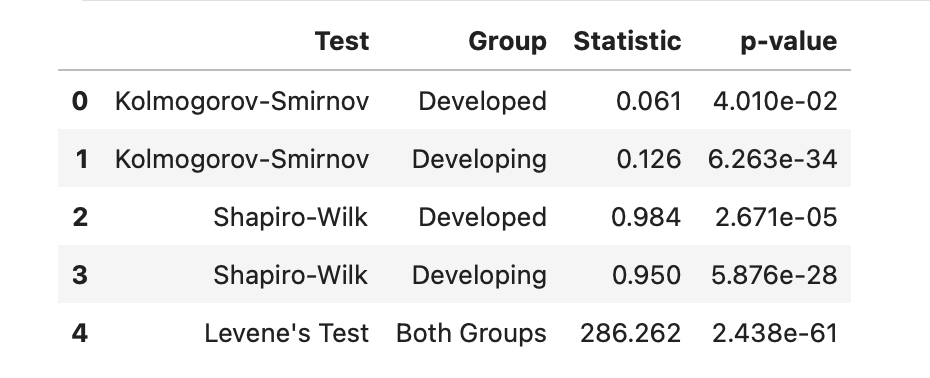 Test Group Statistic p-value
0 Kolmogorov-Smirnov Developed 0.061 4.010e-02
1 Kolmogorov-Smirnov Developing 0.126 6.263e-34
2 Shapiro-Wilk Developed 0.984 2.671e-05
3 Shapiro-Wilk Developing 0.950 5.876e-28
4 Levene's Test Both Groups 286.262 2.438e-61